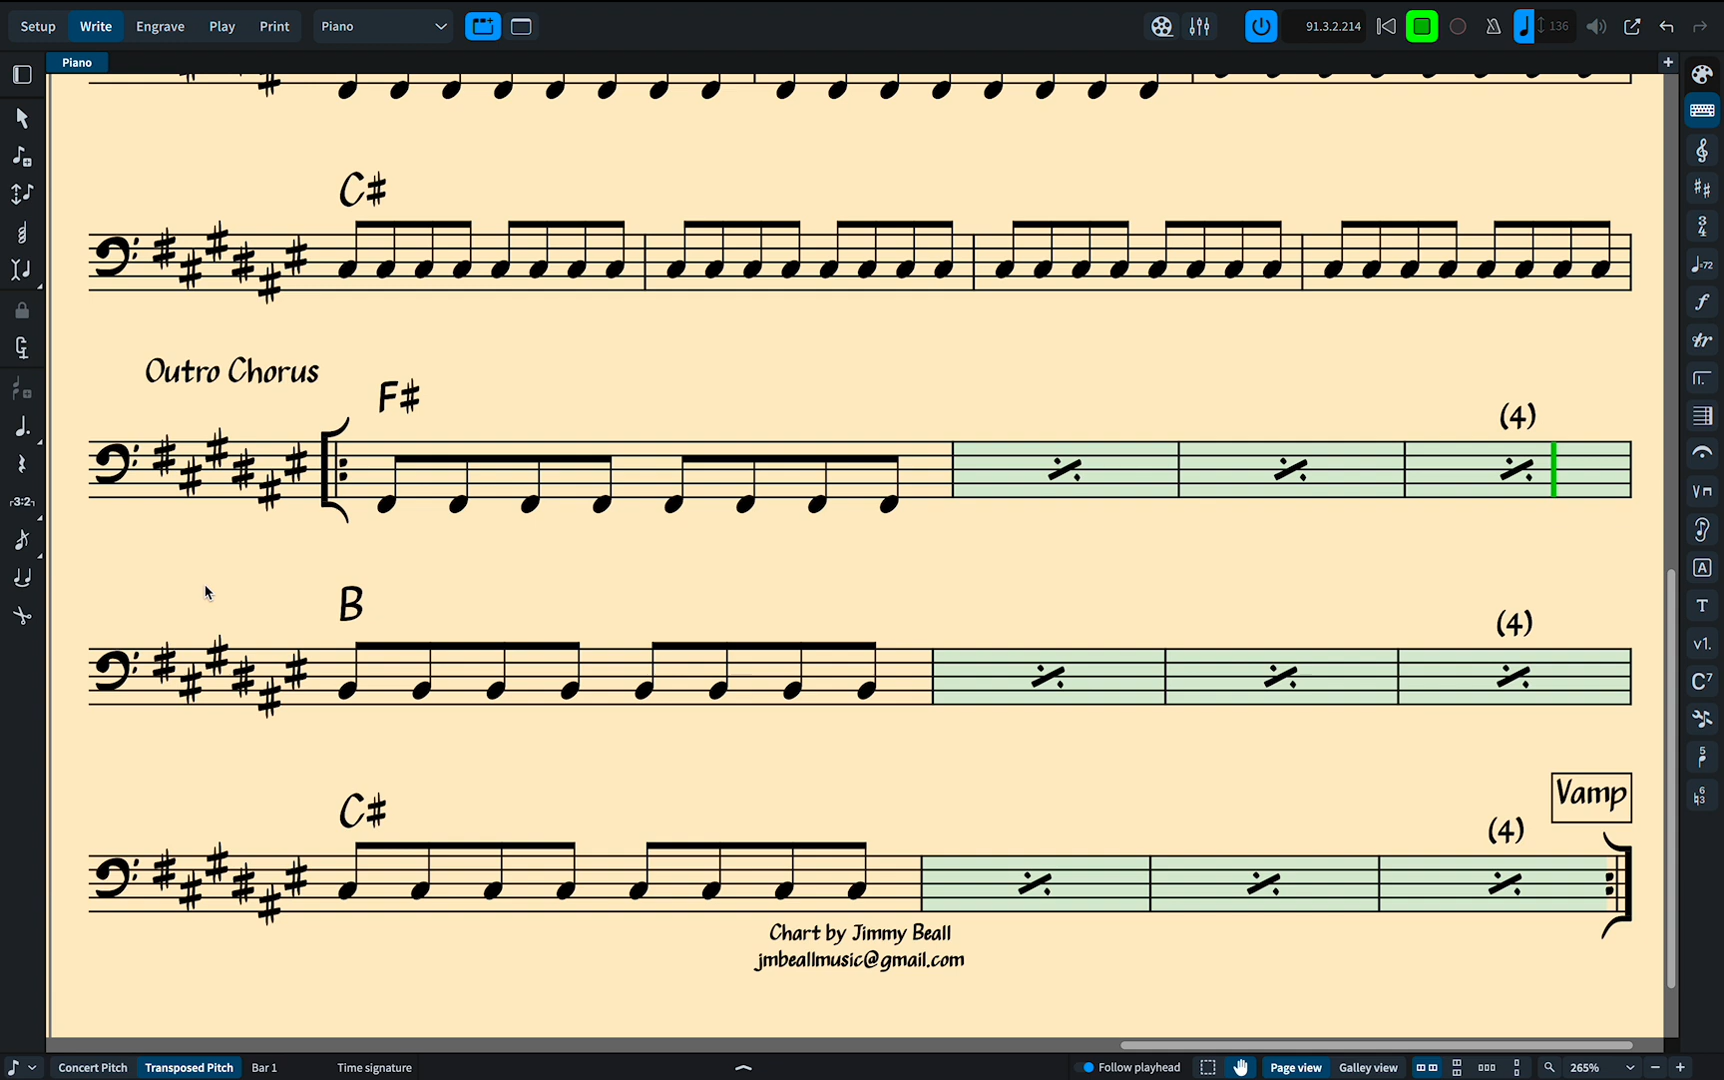 Setup Write Engrave Play Print Piano 91.3.2.214 136
Piano
C#
Outro Chorus
F#
(4)
B
(4)
Vamp
C#
(4)
Chart by Jimmy Beall
jmbeallmusic@gmail.com
Concert Pitch Transposed Pitch Bar 1 Time signature Follow playhead Page view Galley view 265%